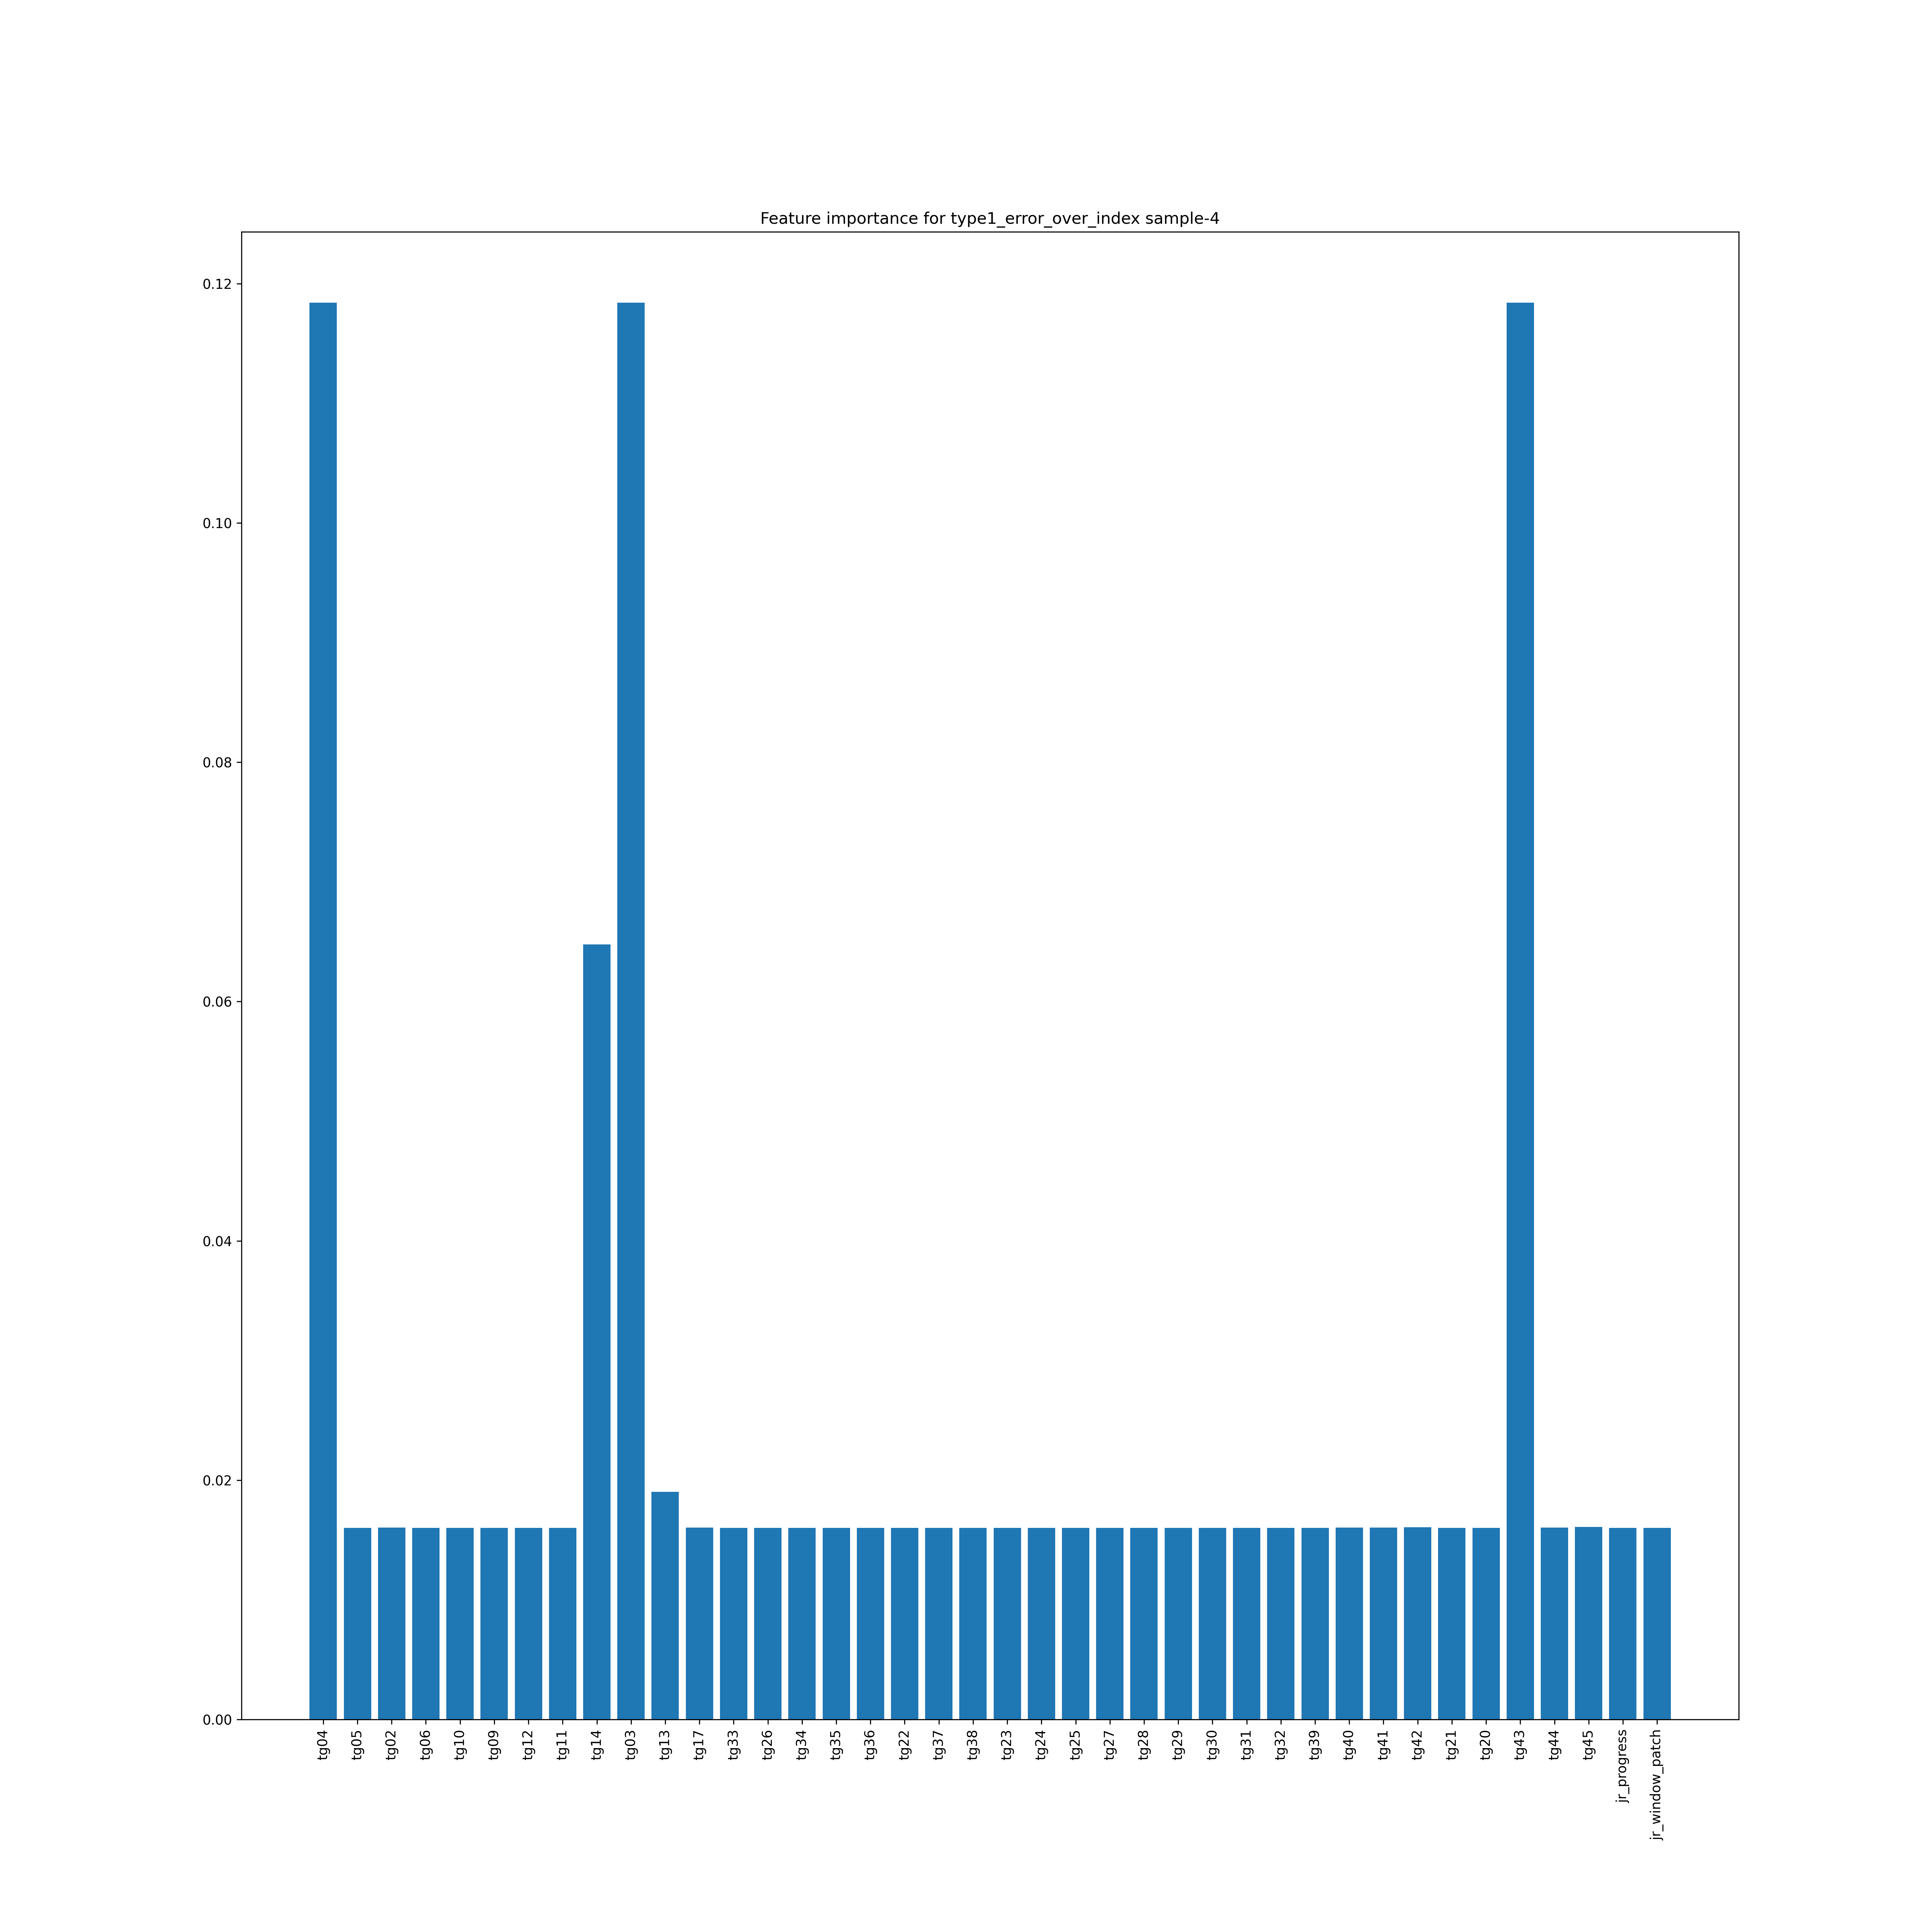 Feature importance for type1_error_over_index sample-4
0.12
0.10
0.08
0.06
0.04
0.02
0.00
tg04
tg05
tg02
tg06
tg10
tg09
tg12
tg11
tg14
tg03
tg13
tg17
tg33
tg26
tg34
tg35
tg36
tg22
tg37
tg38
tg23
tg24
tg25
tg27
tg28
tg29
tg30
tg31
tg32
tg39
tg40
tg41
tg42
tg21
tg20
tg43
tg44
tg45
jr_progress
jr_window_patch